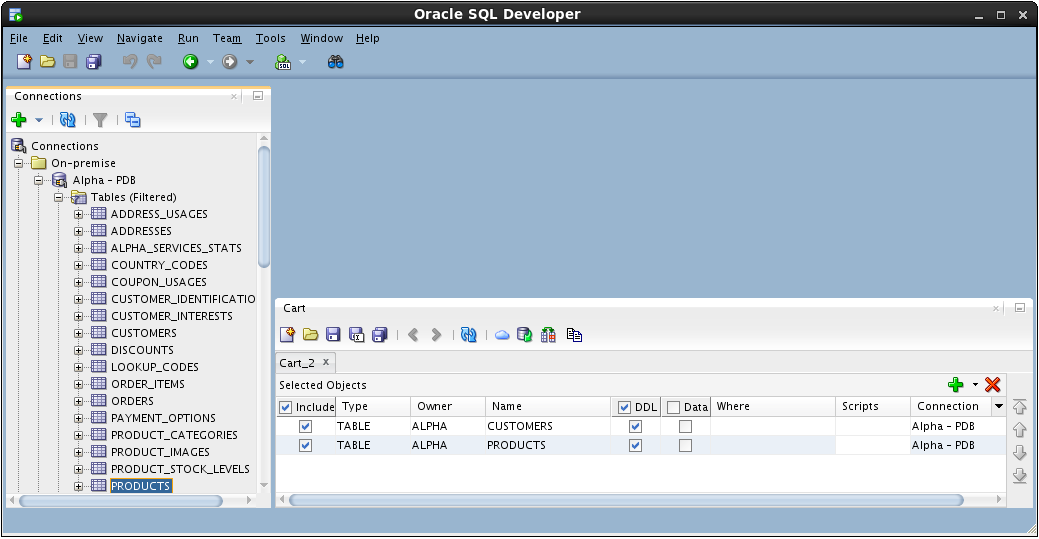 Oracle SQL Developer
File Edit View Navigate Run Team Tools Window Help
SQL
Connections
Connections
On-premise
Alpha - PDB
Tables (Filtered)
ADDRESS_USAGES
ADDRESSES
ALPHA_SERVICES_STATS
COUNTRY_CODES
COUPON_USAGES
CUSTOMER_IDENTIFICATIO
CUSTOMER_INTERESTS
CUSTOMERS
DISCOUNTS
LOOKUP_CODES
ORDER_ITEMS
ORDERS
PAYMENT_OPTIONS
PRODUCT_CATEGORIES
PRODUCT_IMAGES
PRODUCT_STOCK_LEVELS
PRODUCTS
Cart
Cart_2 x
Selected Objects
Include Type Owner Name DDL Data Where Scripts Connection
TABLE ALPHA CUSTOMERS Alpha - PDB
TABLE ALPHA PRODUCTS Alpha - PDB